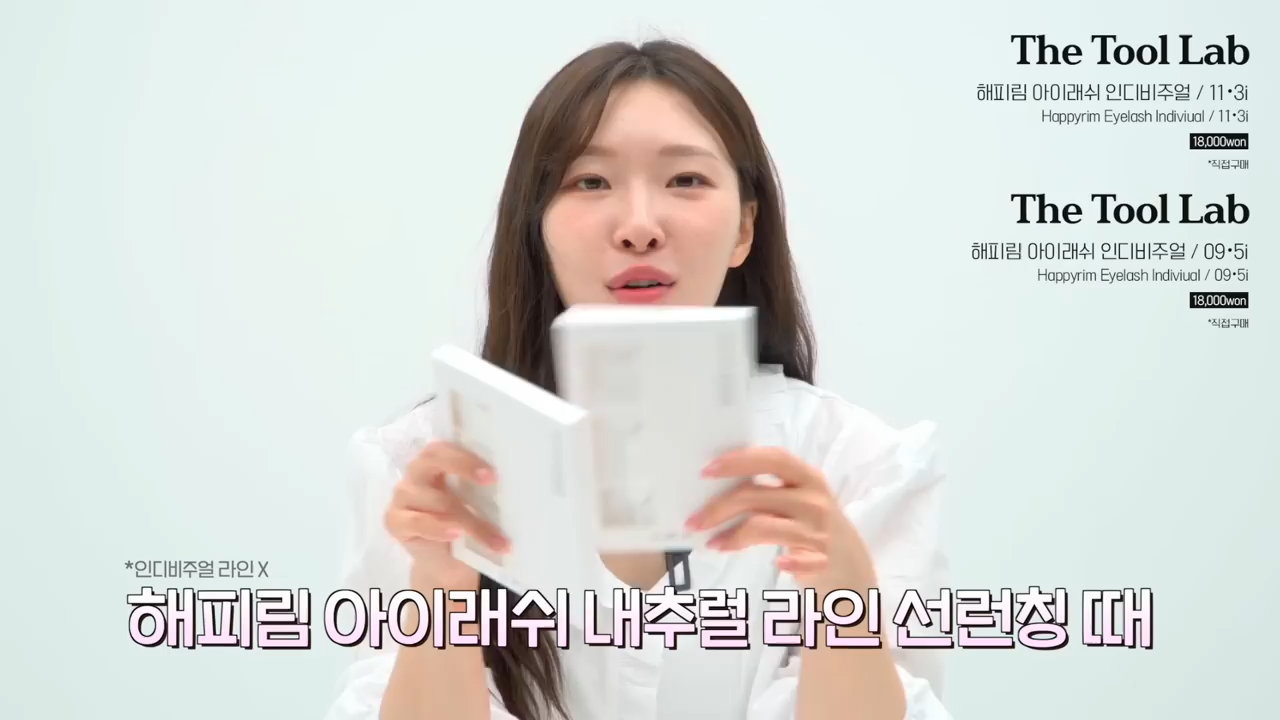 The Tool Lab
해피림 아이래쉬 인디비주얼 / 11•3i
Happyrim Eyelash Indiviual / 11•3i
18,000won
*직접구매
The Tool Lab
해피림 아이래쉬 인디비주얼 / 09•5i
Happyrim Eyelash Indiviual / 09•5i
18,000won
*직접구매
*인디비주얼 라인 X
해피림 아이래쉬 내추럴 라인 선런칭 때